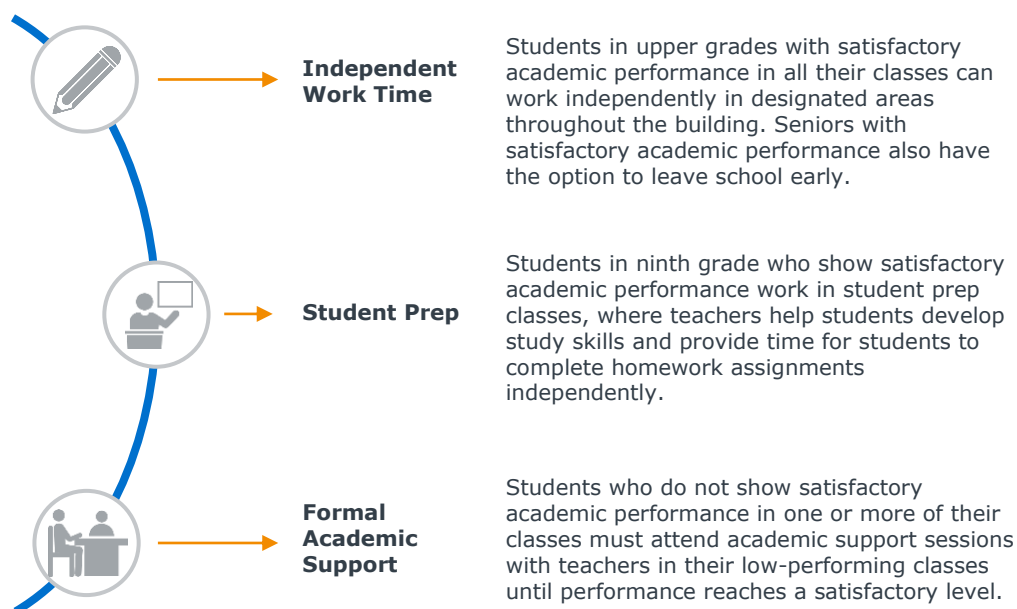 Independent
Work Time
Students in upper grades with satisfactory
academic performance in all their classes can
work independently in designated areas
throughout the building. Seniors with
satisfactory academic performance also have
the option to leave school early.
Student Prep
Students in ninth grade who show satisfactory
academic performance work in student prep
classes, where teachers help students develop
study skills and provide time for students to
complete homework assignments
independently.
Formal
Academic
Support
Students who do not show satisfactory
academic performance in one or more of their
classes must attend academic support sessions
with teachers in their low-performing classes
until performance reaches a satisfactory level.